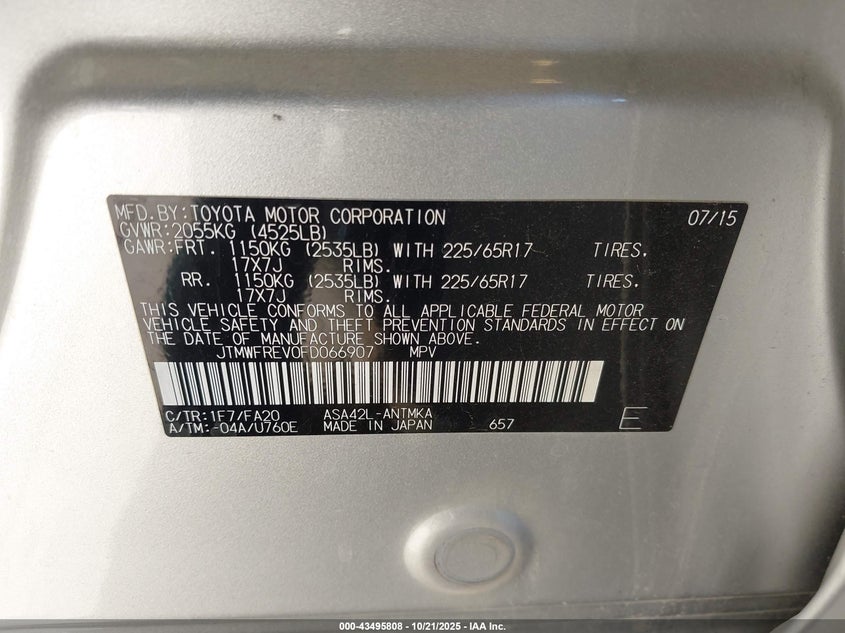 MFD.BY:TOYOTA MOTOR CORPORATION 07/15
GVWR:2055KG (4525LB)
GAWR:FRT. 1150KG (2535LB) WITH 225/65R17 TIRES.
17X7J RIMS.
RR. 1150KG (2535LB) WITH 225/65R17 TIRES.
17X7J RIMS.
THIS VEHICLE CONFORMS TO ALL APPLICABLE FEDERAL MOTOR
VEHICLE SAFETY AND THEFT PREVENTION STANDARDS IN EFFECT ON
THE DATE OF MANUFACTURE SHOWN ABOVE.
JTMWFREV0FD066907 MPV
C/TR:1F7/FA20 ASA42L-ANTMKA
A/TM:-04A/U760E MADE IN JAPAN 657 E
000-43495808 - 10/21/2025 - IAA Inc.